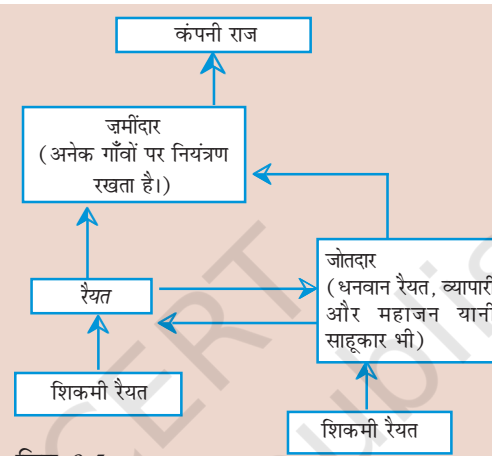 कंपनी राज
ज़मींदार
(अनेक गाँवों पर नियंत्रण
रखता है।)
जोतदार
(धनवान रैयत, व्यापारी
और महाजन यानी
साहूकार भी)
रैयत
शिकमी रैयत
शिकमी रैयत